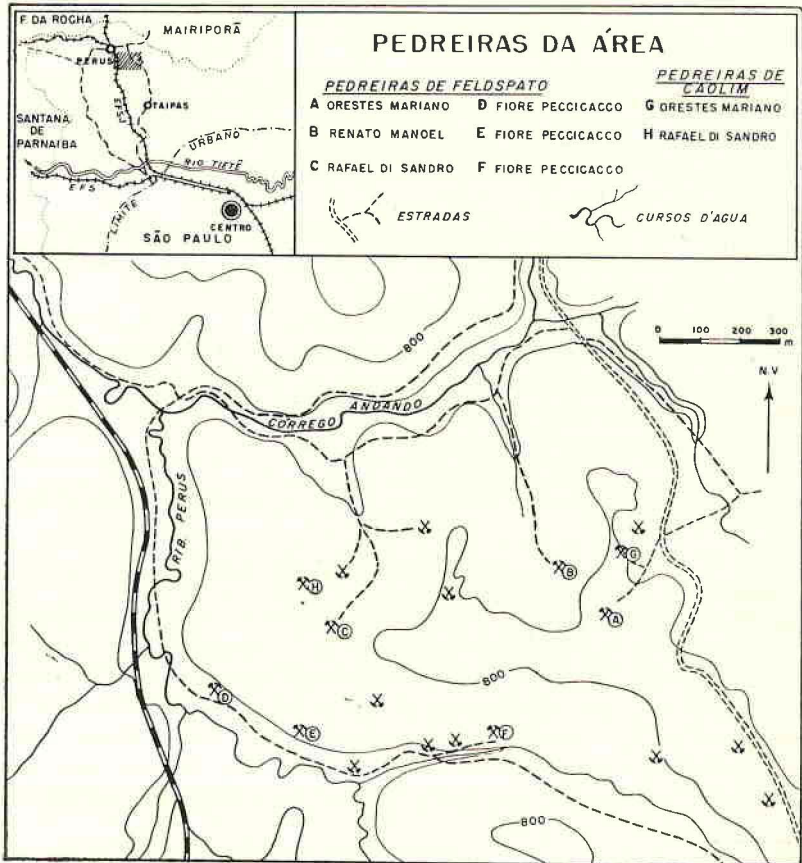 F. DA ROCHA
MAIRIPORÃ
PERUS
TAIPAS
EFSJ
SANTANA
DE
PARNAIBA
URBANO
RIO TIETÊ
EFS
LIMITE
CENTRO
SÃO PAULO
PEDREIRAS DA ÁREA
PEDREIRAS DE FELDSPATO
A ORESTES MARIANO
D FIORE PECCICACCO
B RENATO MANOEL
E FIORE PECCICACCO
C RAFAEL DI SANDRO
F FIORE PECCICACCO
PEDREIRAS DE
CAOLIM
G ORESTES MARIANO
H RAFAEL DI SANDRO
ESTRADAS
CURSOS D'AGUA
800
0 100 200 300
m
N.V
CÓRREGO ANDANDO
RIB. PERUS
G
B
H
A
C
800
D
E
F
800